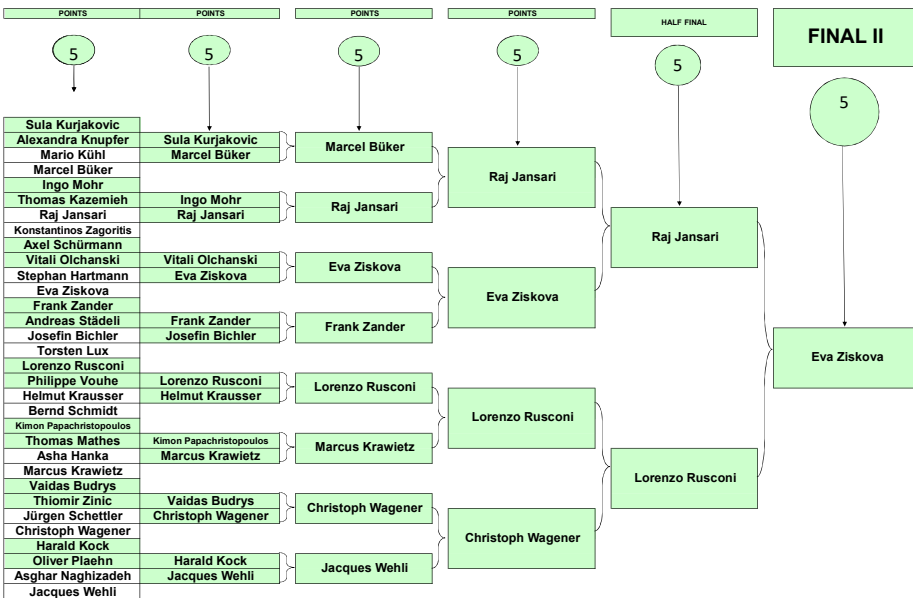 POINTS
POINTS
POINTS
POINTS
HALF FINAL
FINAL II
5
5
5
5
5
5
Sula Kurjakovic
Alexandra Knupfer
Mario Kühl
Marcel Büker
Ingo Mohr
Thomas Kazemieh
Raj Jansari
Konstantinos Zagoritis
Axel Schürmann
Vitali Olchanski
Stephan Hartmann
Eva Ziskova
Frank Zander
Andreas Städeli
Josefin Bichler
Torsten Lux
Lorenzo Rusconi
Philippe Vouhe
Helmut Krausser
Bernd Schmidt
Kimon Papachristopoulos
Thomas Mathes
Asha Hanka
Marcus Krawietz
Vaidas Budrys
Thiomir Zinic
Jürgen Schettler
Christoph Wagener
Harald Kock
Oliver Plaehn
Asghar Naghizadeh
Jacques Wehli
Sula Kurjakovic
Marcel Büker
Ingo Mohr
Raj Jansari
Vitali Olchanski
Eva Ziskova
Frank Zander
Josefin Bichler
Lorenzo Rusconi
Helmut Krausser
Kimon Papachristopoulos
Marcus Krawietz
Vaidas Budrys
Christoph Wagener
Harald Kock
Jacques Wehli
Marcel Büker
Raj Jansari
Eva Ziskova
Frank Zander
Lorenzo Rusconi
Marcus Krawietz
Christoph Wagener
Jacques Wehli
Raj Jansari
Eva Ziskova
Lorenzo Rusconi
Christoph Wagener
Raj Jansari
Lorenzo Rusconi
Eva Ziskova